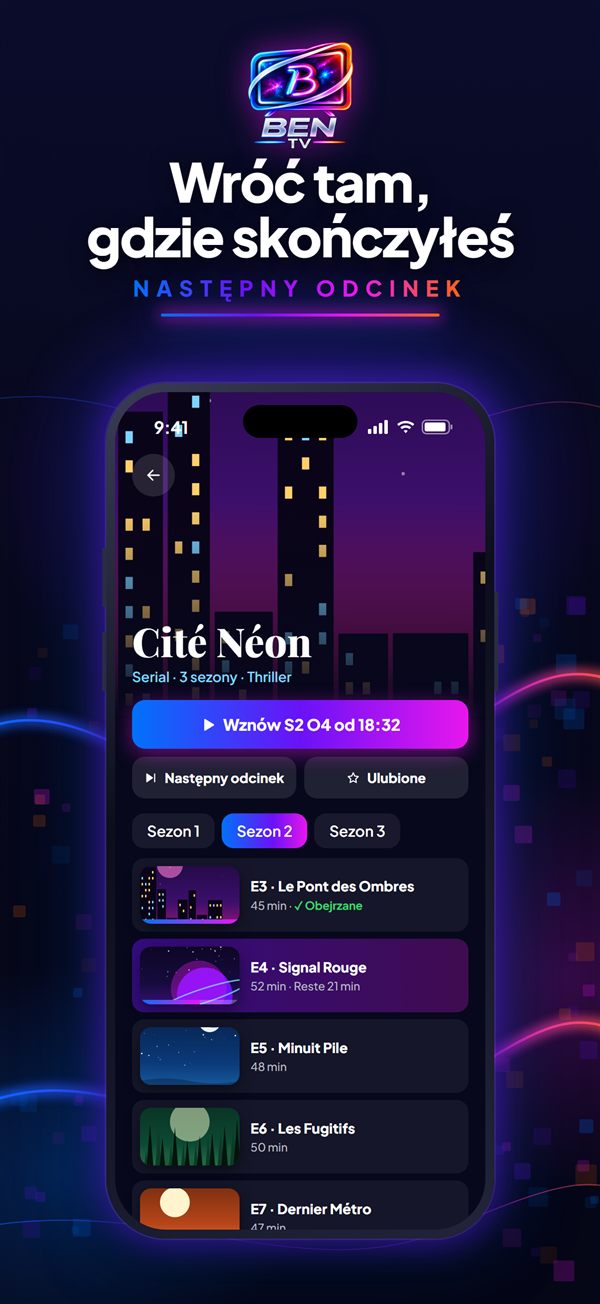 B
BEN
TV
Wróć tam,
gdzie skończyłeś
NASTĘPNY ODCINEK
9:41
Cité Néon
Serial · 3 sezony · Thriller
Wznów S2 O4 od 18:32
Następny odcinek
Ulubione
Sezon 1
Sezon 2
Sezon 3
E3 · Le Pont des Ombres
45 min · ✓ Obejrzane
E4 · Signal Rouge
52 min · Reste 21 min
E5 · Minuit Pile
48 min
E6 · Les Fugitifs
50 min
E7 · Dernier Métro
47 min